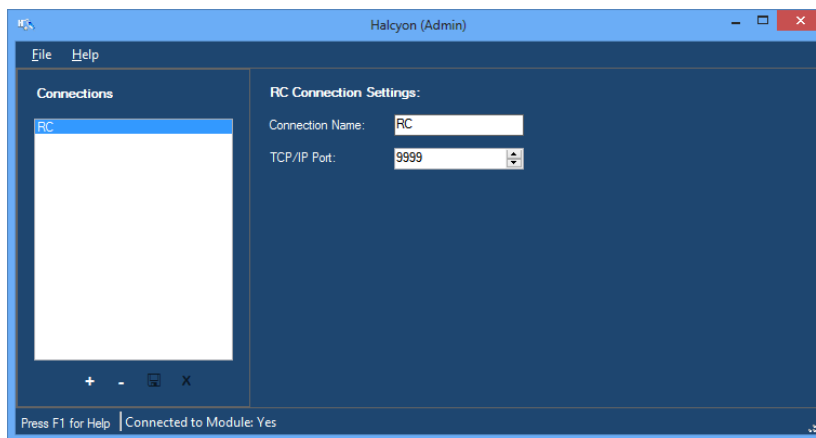 Halcyon (Admin)
File Help
Connections
RC
RC Connection Settings:
Connection Name: RC
TCP/IP Port: 9999
+ - X
Press F1 for Help Connected to Module: Yes